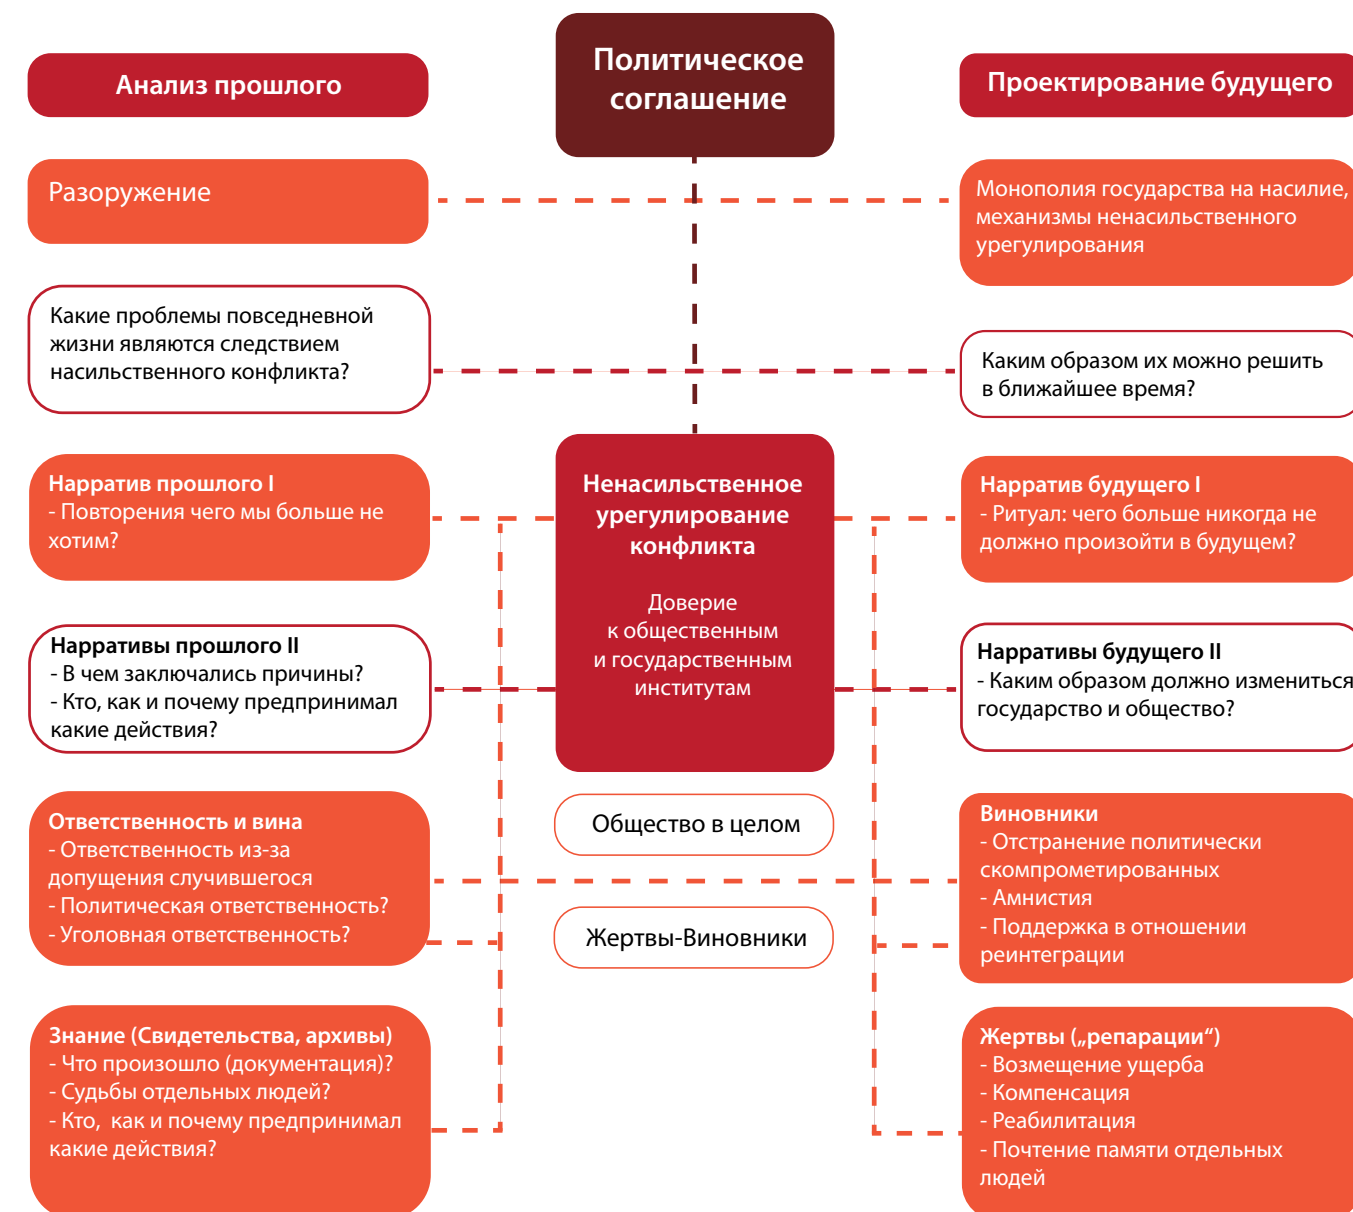 Политическое
соглашение
Анализ прошлого
Проектирование будущего
Разоружение
Монополия государства на насилие,
механизмы ненасильственного
урегулирования
Какие проблемы повседневной
жизни являются следствием
насильственного конфликта?
Каким образом их можно решить
в ближайшее время?
Нарратив прошлого I
- Повторения чего мы больше не
хотим?
Ненасильственное
урегулирование
конфликта
Доверие
к общественным
и государственным
институтам
Нарратив будущего I
- Ритуал: чего больше никогда не
должно произойти в будущем?
Нарративы прошлого II
- В чем заключались причины?
- Кто, как и почему предпринимал
какие действия?
Нарративы будущего II
- Каким образом должно измениться
государство и общество?
Ответственность и вина
- Ответственность из-за
допущения случившегося
- Политическая ответственность?
- Уголовная ответственность?
Общество в целом
Жертвы-Виновники
Виновники
- Отстранение политически
скомпрометированных
- Амнистия
- Поддержка в отношении
реинтеграции
Знание (Свидетельства, архивы)
- Что произошло (документация)?
- Судьбы отдельных людей?
- Кто, как и почему предпринимал
какие действия?
Жертвы („репарации“)
- Возмещение ущерба
- Компенсация
- Реабилитация
- Почтение памяти отдельных
людей